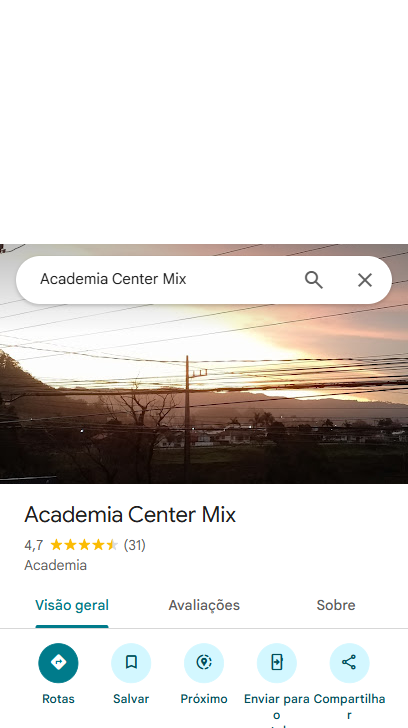 Academia Center Mix
Academia Center Mix
4,7 (31)
Academia
Visão geral
Avaliações
Sobre
Rotas
Salvar
Próximo
Enviar para
o
Compartilha
r